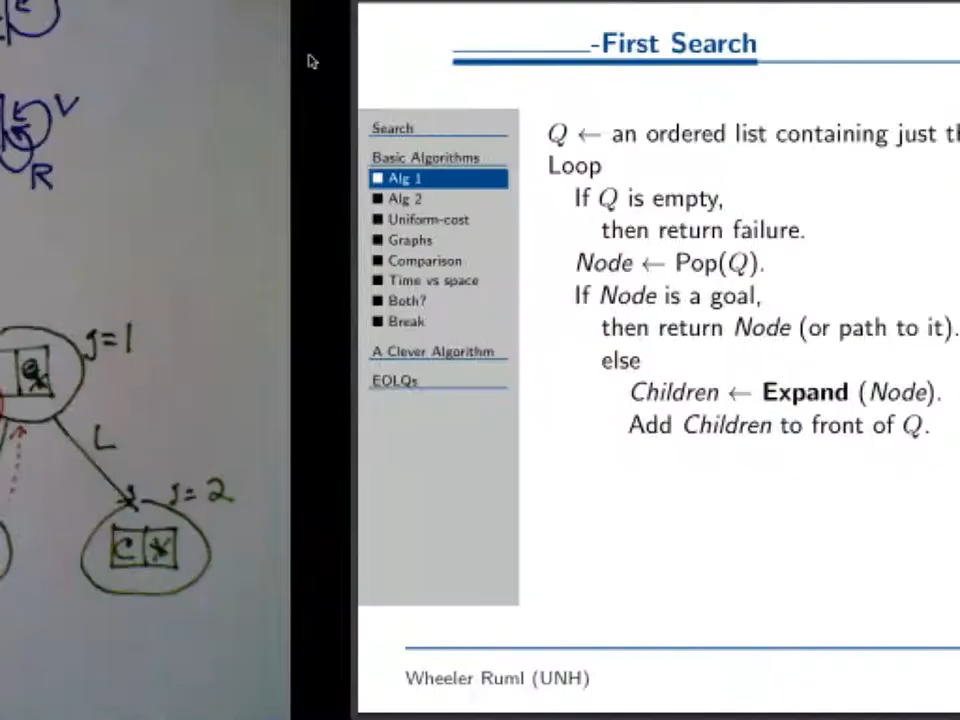 V
R
g=1
L
g=2
C
_________-First Search
Search
Basic Algorithms
Alg 1
Alg 2
Uniform-cost
Graphs
Comparison
Time vs space
Both?
Break
A Clever Algorithm
EOLQs
Q ← an ordered list containing just th
Loop
If Q is empty,
then return failure.
Node ← Pop(Q).
If Node is a goal,
then return Node (or path to it).
else
Children ← Expand (Node).
Add Children to front of Q.
Wheeler Ruml (UNH)